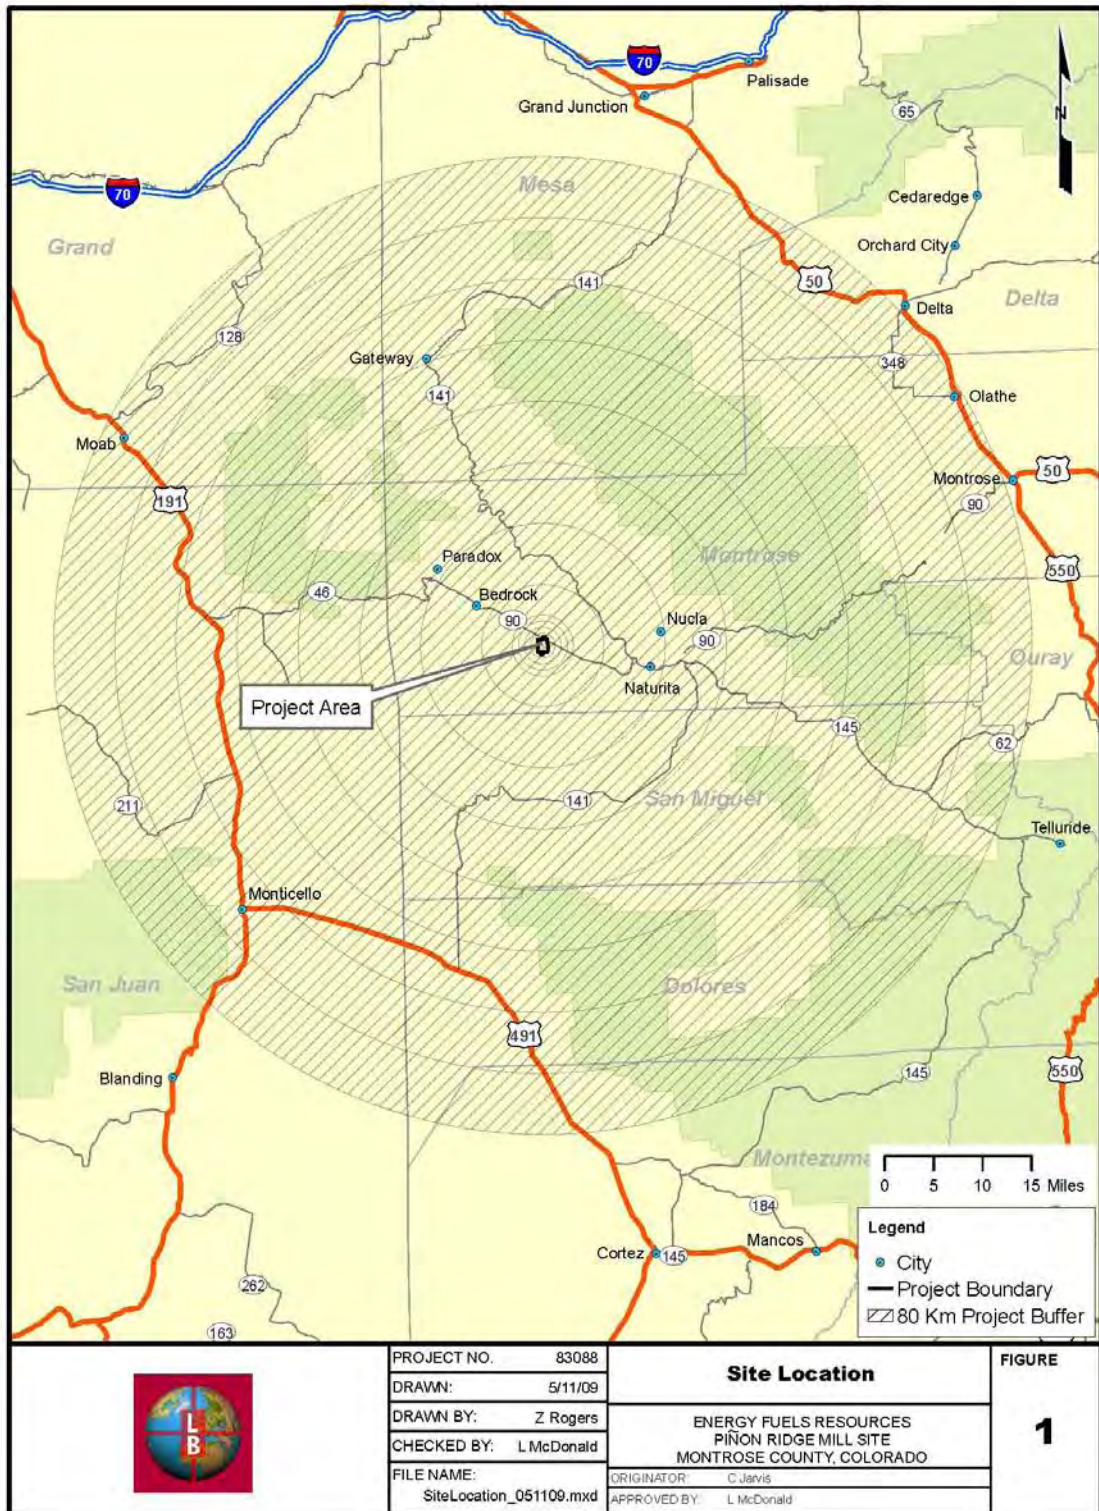 70
Palisade
Grand Junction
65
N
70
Mesa
Cedaredge
Grand
Orchard City
141
50
Delta
Delta
128
Gateway
348
141
Olathe
Moab
50
Montrose
191
90
Montrose
Paradox
550
46
Bedrock
90
Nucla
90
Ouray
Naturita
Project Area
145
62
211
141
San Miguel
Telluride
Monticello
San Juan
Dolores
491
Blanding
145
550
Montezuma
0 5 10 15 Miles
184
Legend
Cortez
145
Mancos
City
Project Boundary
262
80 Km Project Buffer
163
LB
PROJECT NO. 83088
DRAWN: 5/11/09
DRAWN BY: Z Rogers
CHECKED BY: L McDonald
FILE NAME:
SiteLocation_051109.mxd
Site Location
ENERGY FUELS RESOURCES
PIÑON RIDGE MILL SITE
MONTROSE COUNTY, COLORADO
ORIGINATOR: C Jarvis
APPROVED BY: L McDonald
FIGURE
1